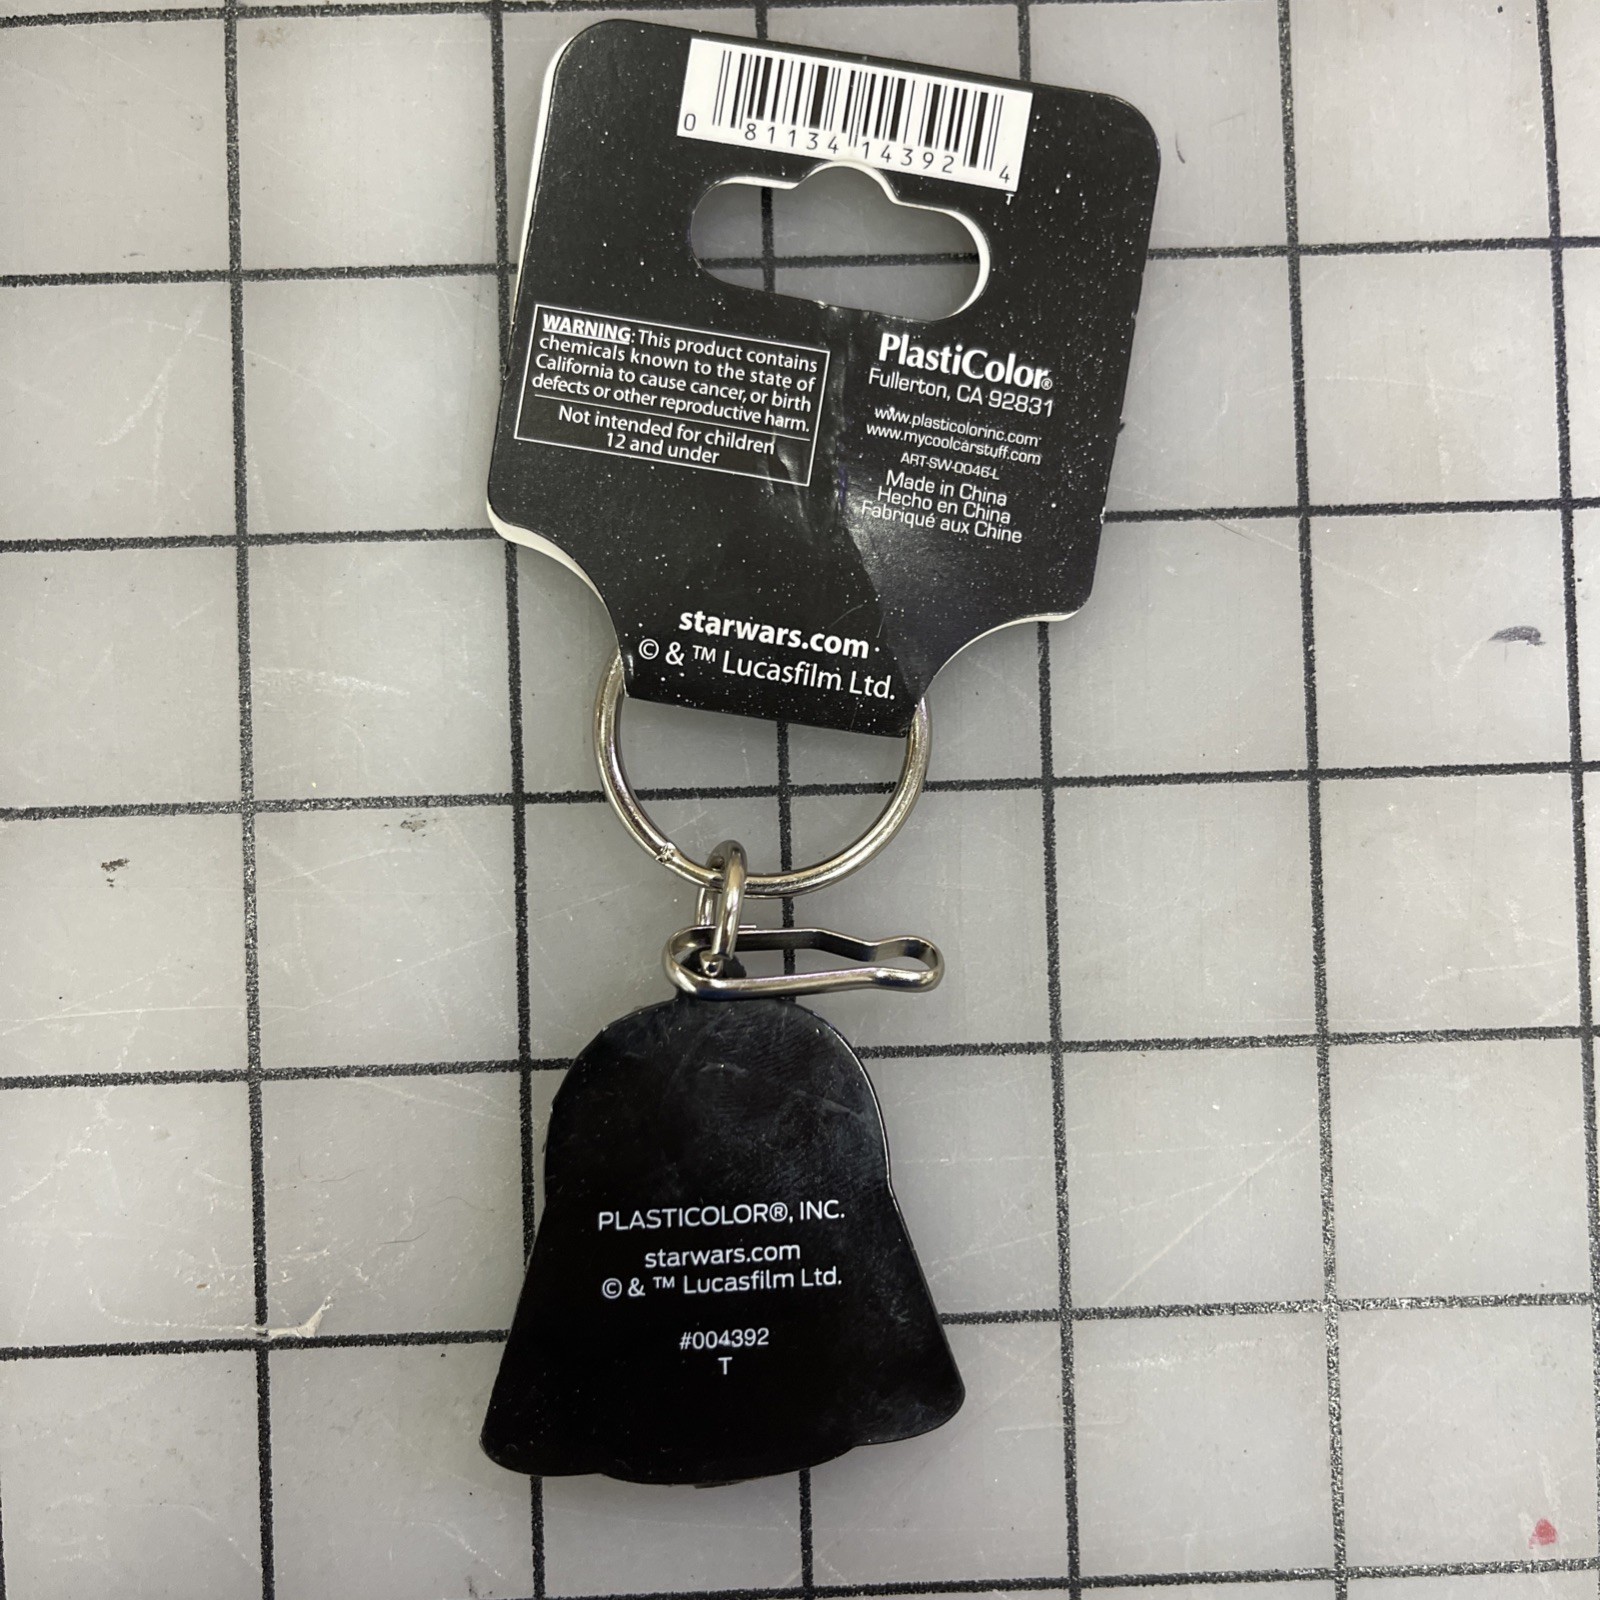 0 81134 14392 4
T
WARNING: This product contains
chemicals known to the state of
California to cause cancer, or birth
defects or other reproductive harm.
Not intended for children
12 and under
PlastiColor®
Fullerton, CA 92831
www.plasticolorinc.com
www.mycoolcarstuff.com
ART-SW-0046-L
Made in China
Hecho en China
Fabriqué aux Chine
starwars.com
© & ™ Lucasfilm Ltd.
PLASTICOLOR®, INC.
starwars.com
© & ™ Lucasfilm Ltd.
#004392
T